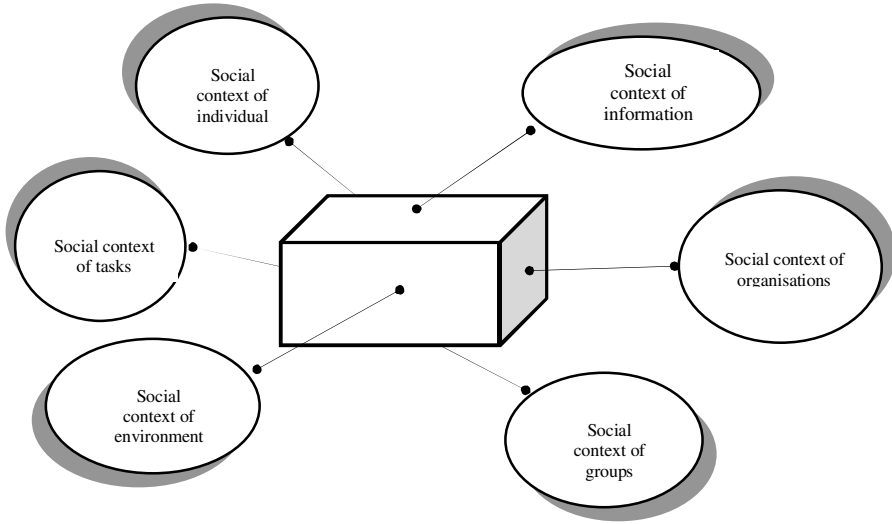 Social
context of
individual
Social
context of
information
Social context
of tasks
Social context of
organisations
Social
context of
environment
Social
context of
groups